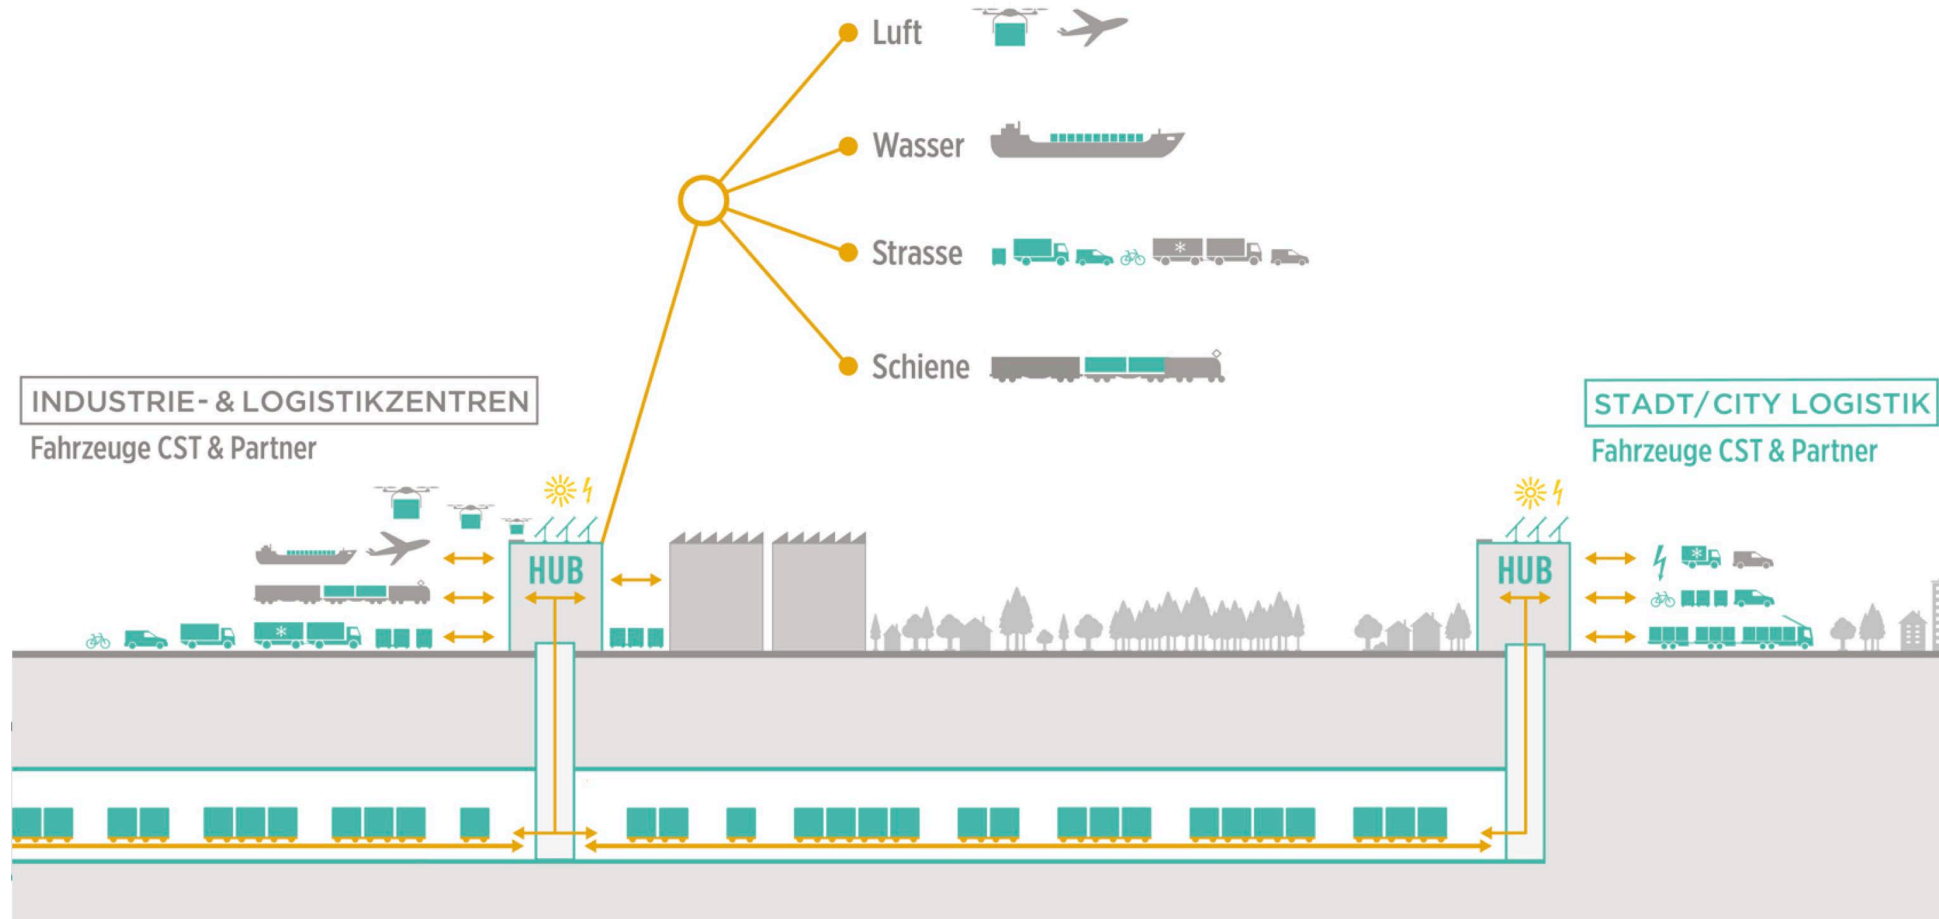 Luft
Wasser
Strasse
Schiene
INDUSTRIE- & LOGISTIKZENTREN
Fahrzeuge CST & Partner
STADT/CITY LOGISTIK
Fahrzeuge CST & Partner
HUB
HUB